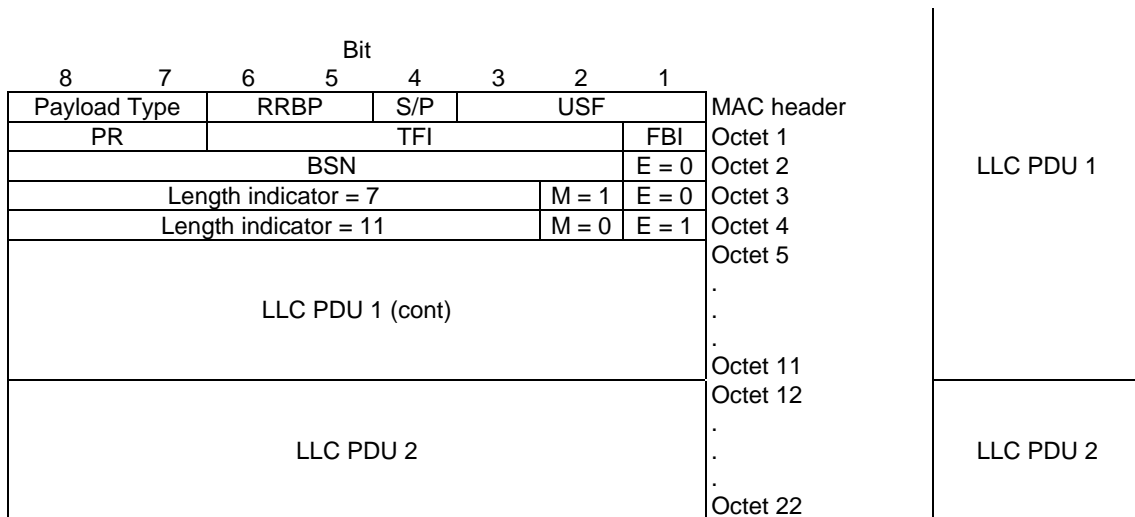 Bit
8 7 6 5 4 3 2 1
Payload Type RRBP S/P USF MAC header
PR TFI FBI Octet 1
BSN E = 0 Octet 2 LLC PDU 1
Length indicator = 7 M = 1 E = 0 Octet 3
Length indicator = 11 M = 0 E = 1 Octet 4
Octet 5
.
LLC PDU 1 (cont) .
.
Octet 11
Octet 12
.
LLC PDU 2 . LLC PDU 2
.
Octet 22